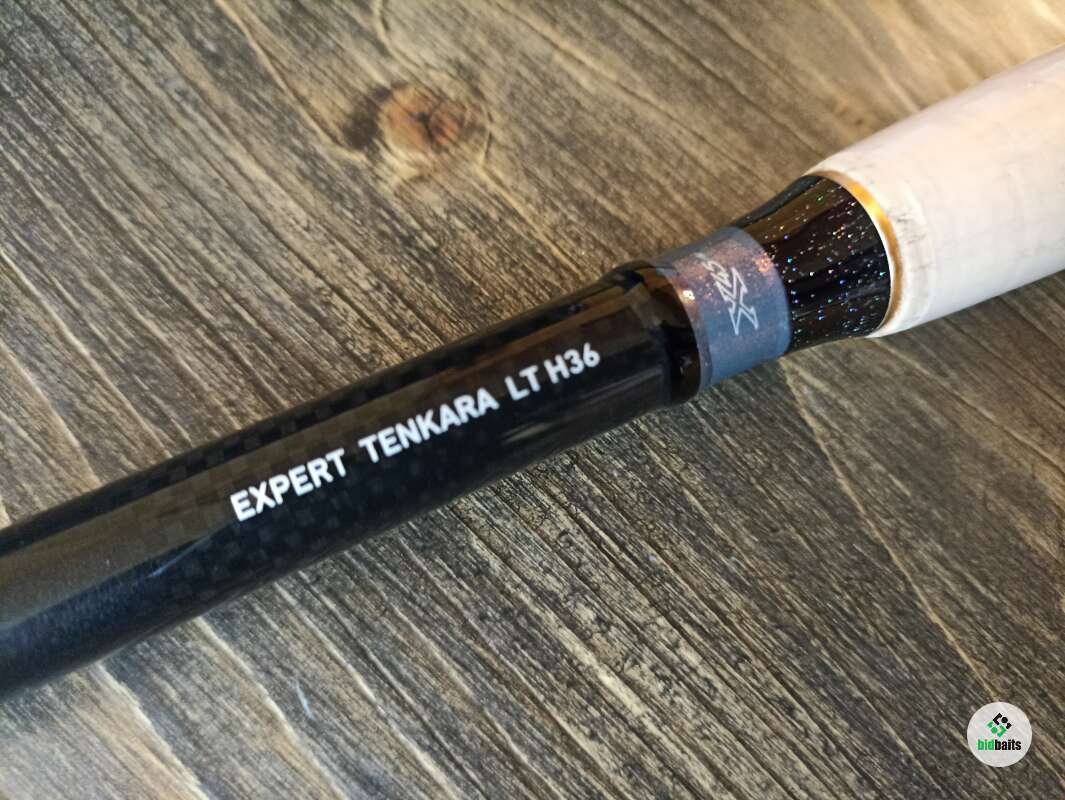 EXPERT TENKARA LT H36
bidbaits